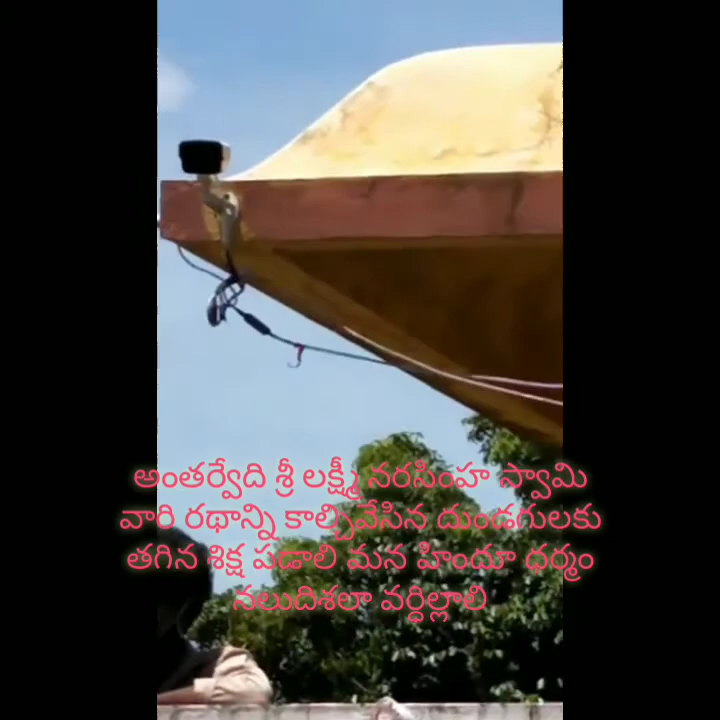 అంతర్వేది శ్రీ లక్ష్మీ నరసింహ స్వామి
వారి రథాన్ని కాల్చివేసిన దుండగులకు
తగిన శిక్ష పడాలి మన హిందూ ధర్మం
నలుదిశలా వర్ధిల్లాలి